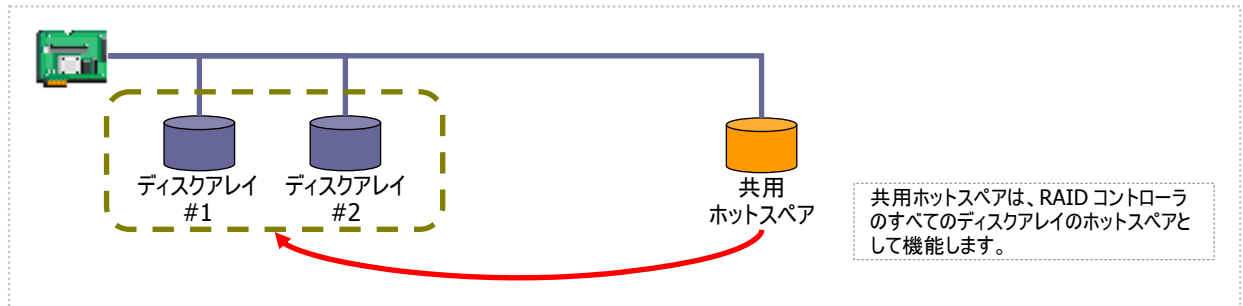 ディスクアレイ
#1
ディスクアレイ
#2
共用
ホットスペア
共用ホットスペアは、RAID コントローラ
のすべてのディスクアレイのホットスペアと
して機能します。